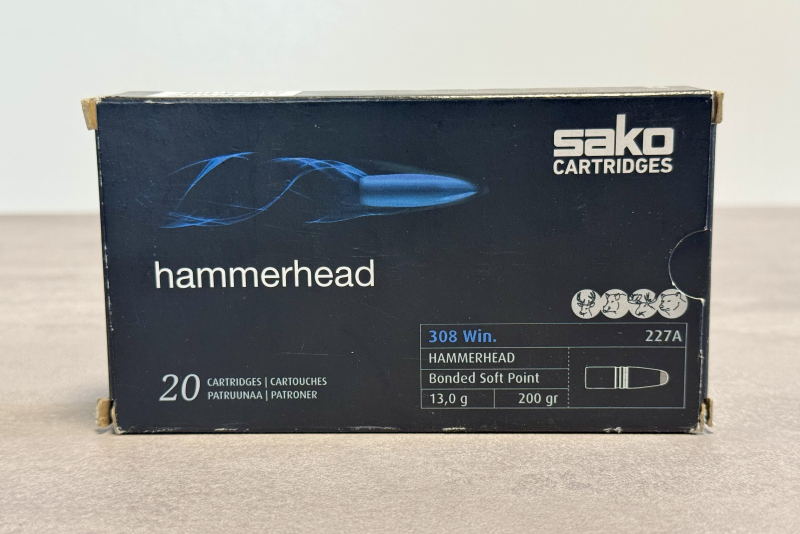 sako
CARTRIDGES
hammerhead
308 Win. 227A
HAMMERHEAD
Bonded Soft Point
13,0 g 200 gr
20 CARTRIDGES | CARTOUCHES
PATRUUNAA | PATRONER